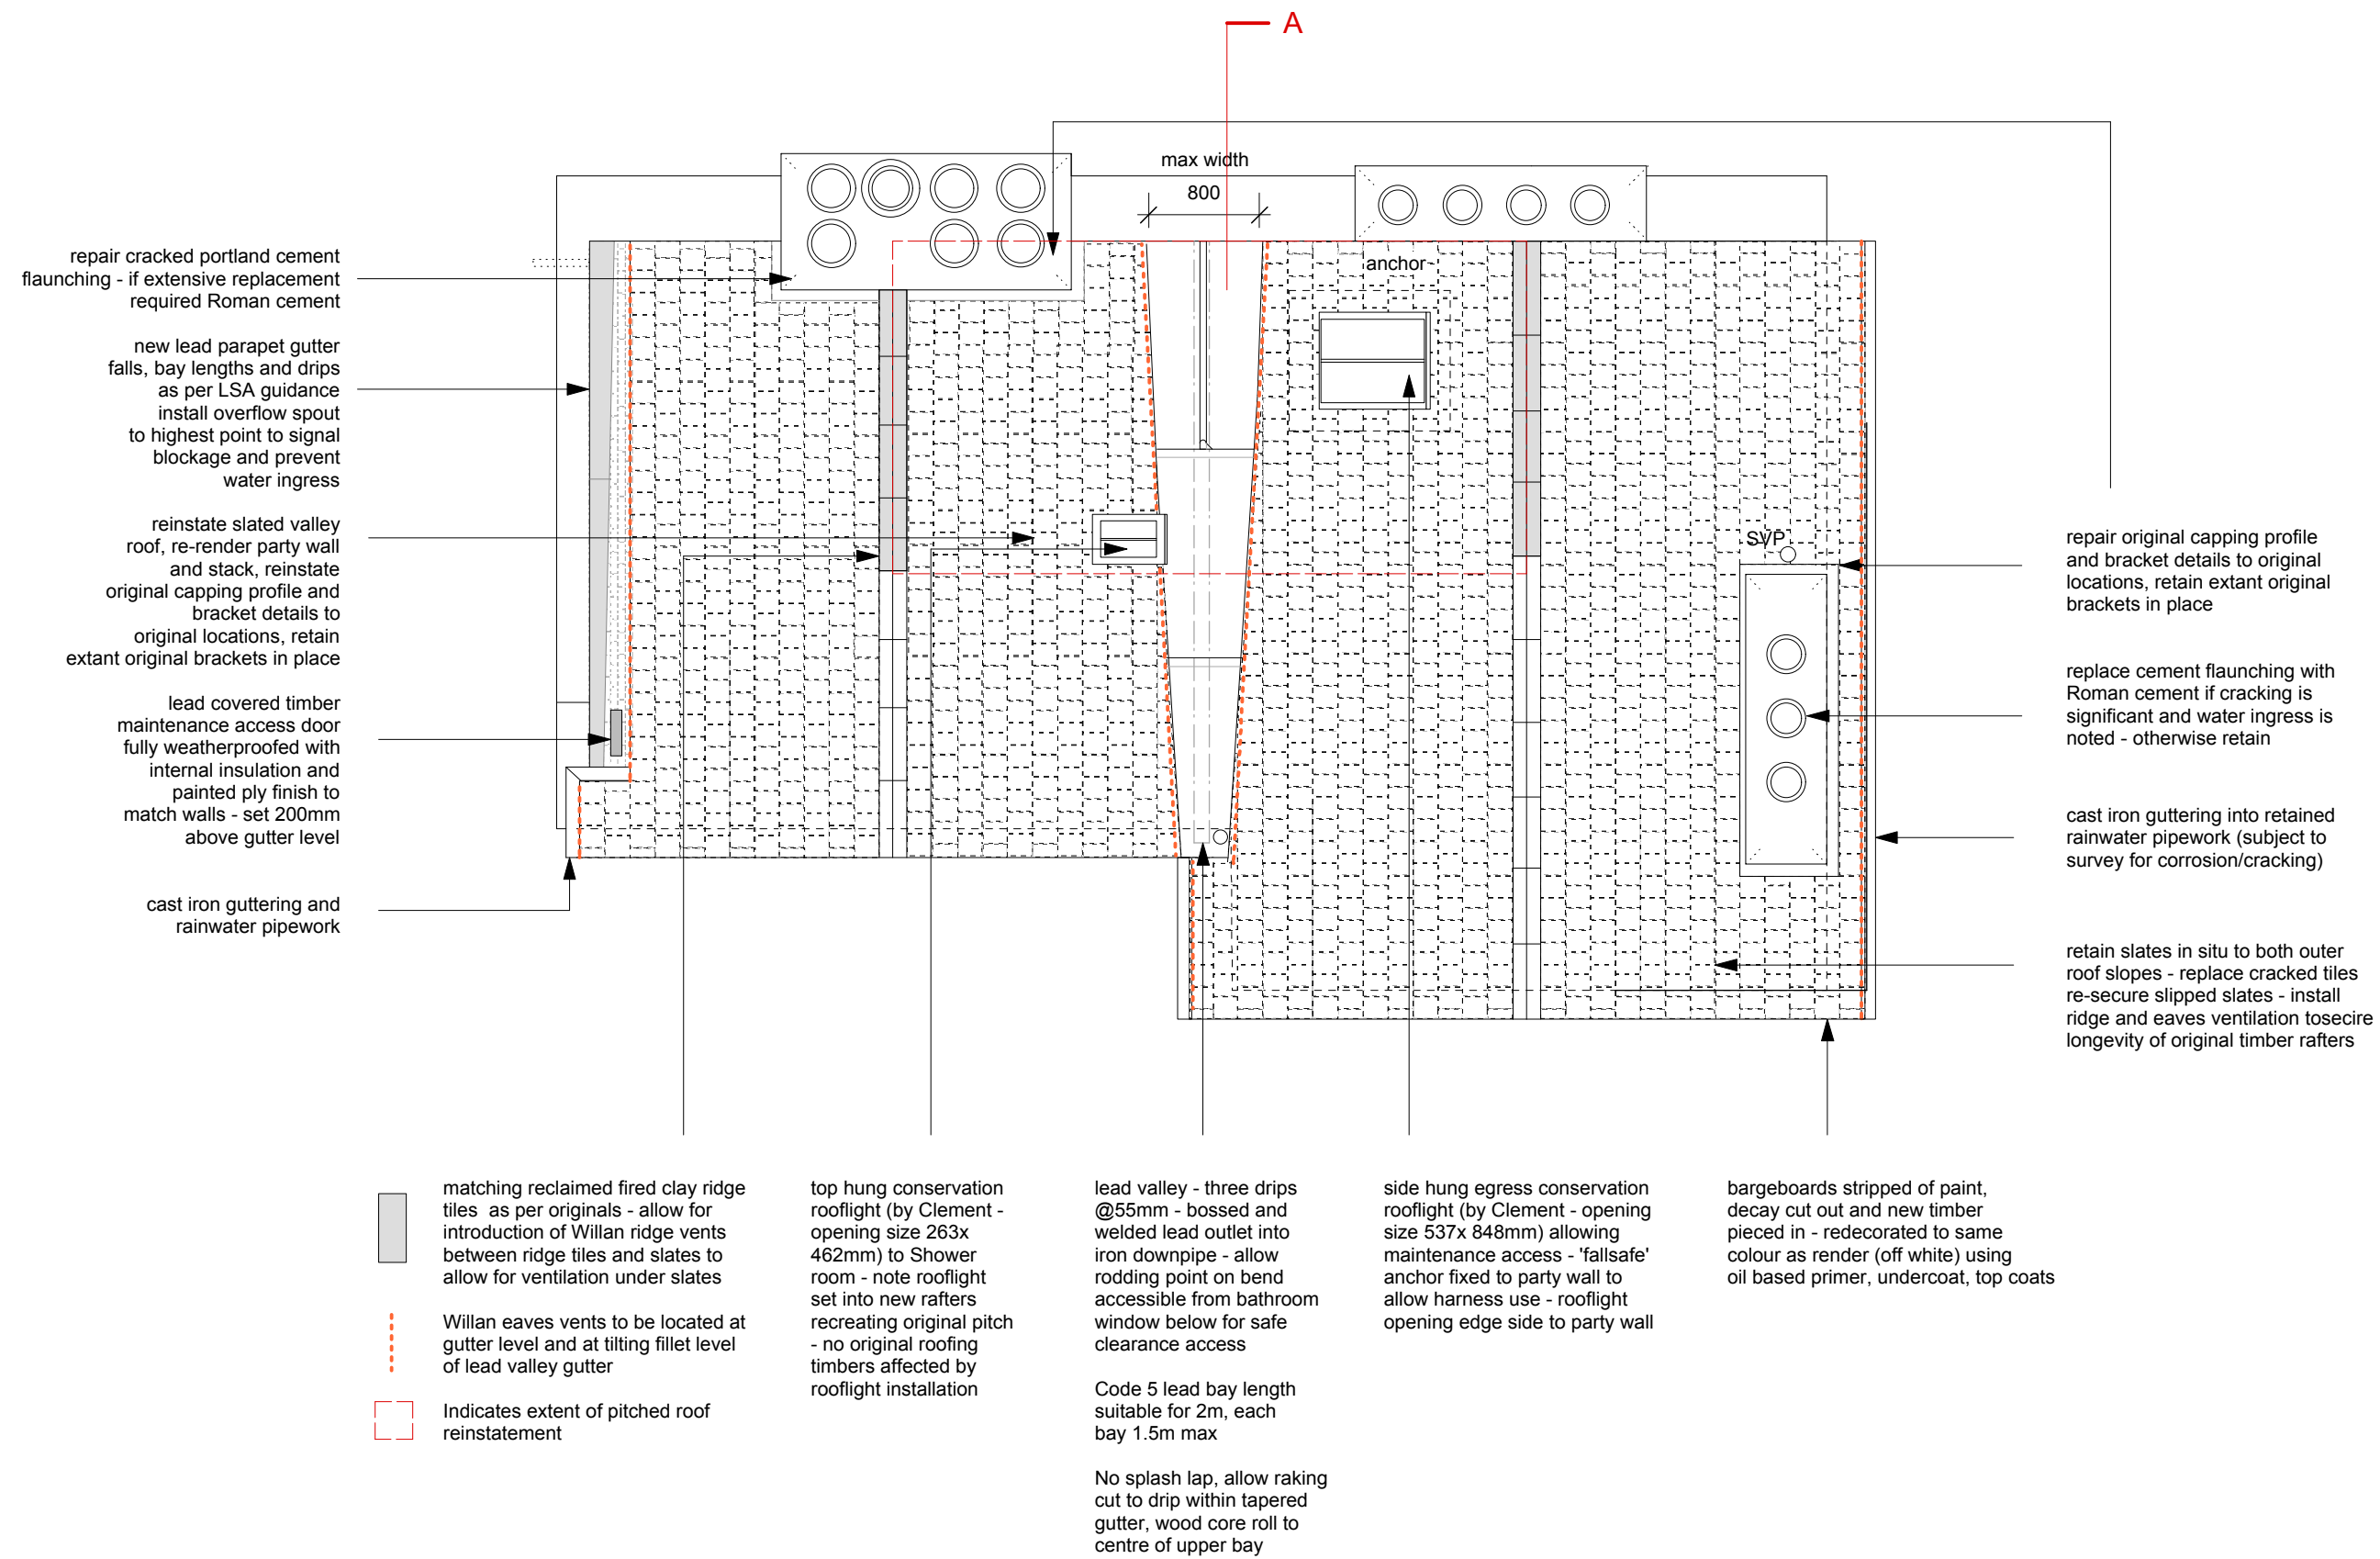 A
max width
800
anchor
SVP
repair cracked portland cement
flaunching - if extensive replacement
required Roman cement
new lead parapet gutter
falls, bay lengths and drips
as per LSA guidance
install overflow spout
to highest point to signal
blockage and prevent
water ingress
reinstate slated valley
roof, re-render party wall
and stack, reinstate
original capping profile and
bracket details to
original locations, retain
extant original brackets in place
lead covered timber
maintenance access door
fully weatherproofed with
internal insulation and
painted ply finish to
match walls - set 200mm
above gutter level
cast iron guttering and
rainwater pipework
repair original capping profile
and bracket details to original
locations, retain extant original
brackets in place
replace cement flaunching with
Roman cement if cracking is
significant and water ingress is
noted - otherwise retain
cast iron guttering into retained
rainwater pipework (subject to
survey for corrosion/cracking)
retain slates in situ to both outer
roof slopes - replace cracked tiles
re-secure slipped slates - install
ridge and eaves ventilation tosecire
longevity of original timber rafters
matching reclaimed fired clay ridge
tiles as per originals - allow for
introduction of Willan ridge vents
between ridge tiles and slates to
allow for ventilation under slates
Willan eaves vents to be located at
gutter level and at tilting fillet level
of lead valley gutter
Indicates extent of pitched roof
reinstatement
top hung conservation
rooflight (by Clement -
opening size 263x
462mm) to Shower
room - note rooflight
set into new rafters
recreating original pitch
- no original roofing
timbers affected by
rooflight installation
lead valley - three drips
@55mm - bossed and
welded lead outlet into
iron downpipe - allow
rodding point on bend
accessible from bathroom
window below for safe
clearance access
Code 5 lead bay length
suitable for 2m, each
bay 1.5m max
No splash lap, allow raking
cut to drip within tapered
gutter, wood core roll to
centre of upper bay
side hung egress conservation
rooflight (by Clement - opening
size 537x 848mm) allowing
maintenance access - 'fallsafe'
anchor fixed to party wall to
allow harness use - rooflight
opening edge side to party wall
bargeboards stripped of paint,
decay cut out and new timber
pieced in - redecorated to same
colour as render (off white) using
oil based primer, undercoat, top coats